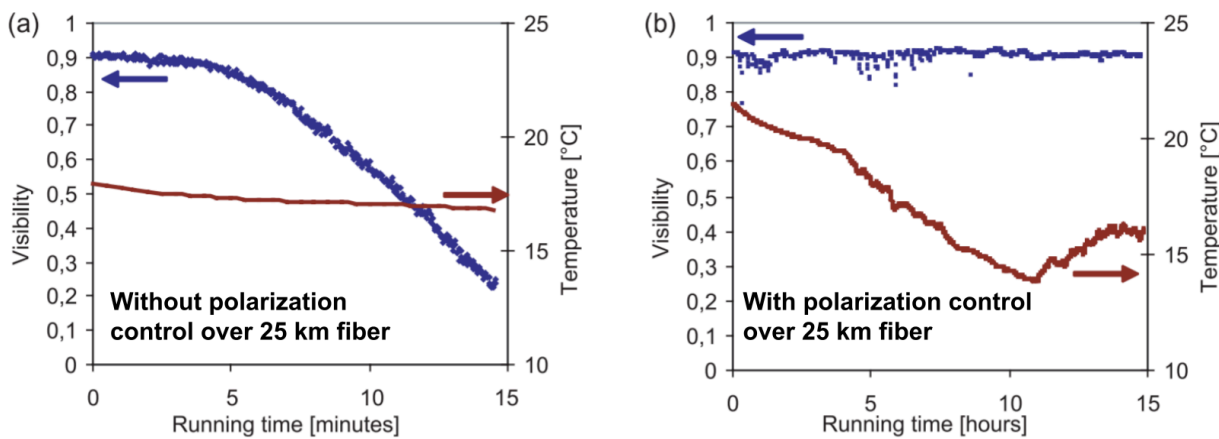 (a)
1
0,9
0,8
0,7
0,6
0,5
0,4
0,3
0,2
0,1
0
Visibility
25
20
15
10
Temperature [°C]
Without polarization
control over 25 km fiber
0 5 10 15
Running time [minutes]
(b)
1
0.9
0.8
0,7
0,6
0,5
0,4
0,3
0,2
0,1
0
Visibility
25
20
15
10
Temperature [°C]
With polarization control
over 25 km fiber
0 5 10 15
Running time [hours]